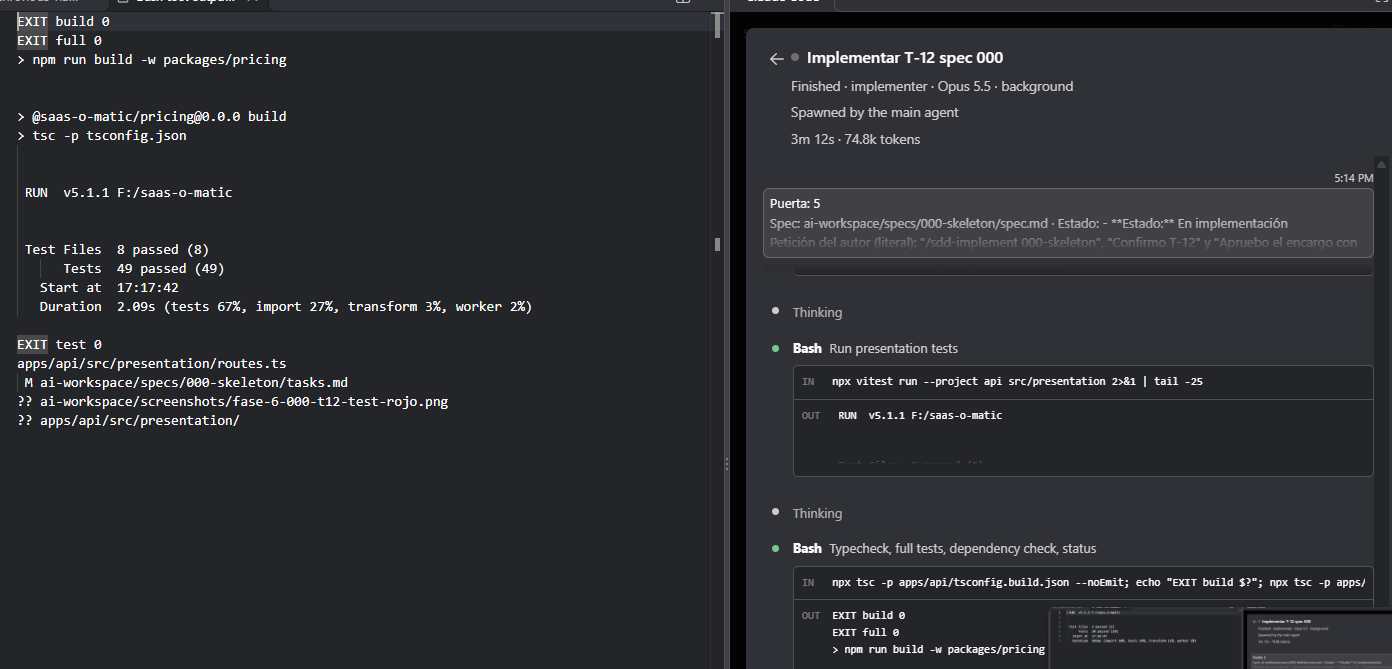 EXIT build 0
EXIT full 0
> npm run build -w packages/pricing
> @saas-o-matic/pricing@0.0.0 build
> tsc -p tsconfig.json
RUN  v5.1.1 F:/saas-o-matic
Test Files  8 passed (8)
Tests  49 passed (49)
Start at  17:17:42
Duration  2.09s (tests 67%, import 27%, transform 3%, worker 2%)
EXIT test 0
apps/api/src/presentation/routes.ts
M ai-workspace/specs/000-skeleton/tasks.md
?? ai-workspace/screenshots/fase-6-000-t12-test-rojo.png
?? apps/api/src/presentation/
Implementar T-12 spec 000
Finished · implementer · Opus 5.5 · background
Spawned by the main agent
3m 12s · 74.8k tokens
5:14 PM
Puerta: 5
Spec: ai-workspace/specs/000-skeleton/spec.md · Estado: - **Estado:** En implementación
Petición del autor (literal): "/sdd-implement 000-skeleton", "Confirmo T-12" y "Apruebo el encargo con
Thinking
Bash Run presentation tests
IN npx vitest run --project api src/presentation 2>&1 | tail -25
OUT RUN  v5.1.1 F:/saas-o-matic
Thinking
Bash Typecheck, full tests, dependency check, status
IN npx tsc -p apps/api/tsconfig.build.json --noEmit; echo "EXIT build $?"; npx tsc -p apps/
OUT EXIT build 0
EXIT full 0
> npm run build -w packages/pricing